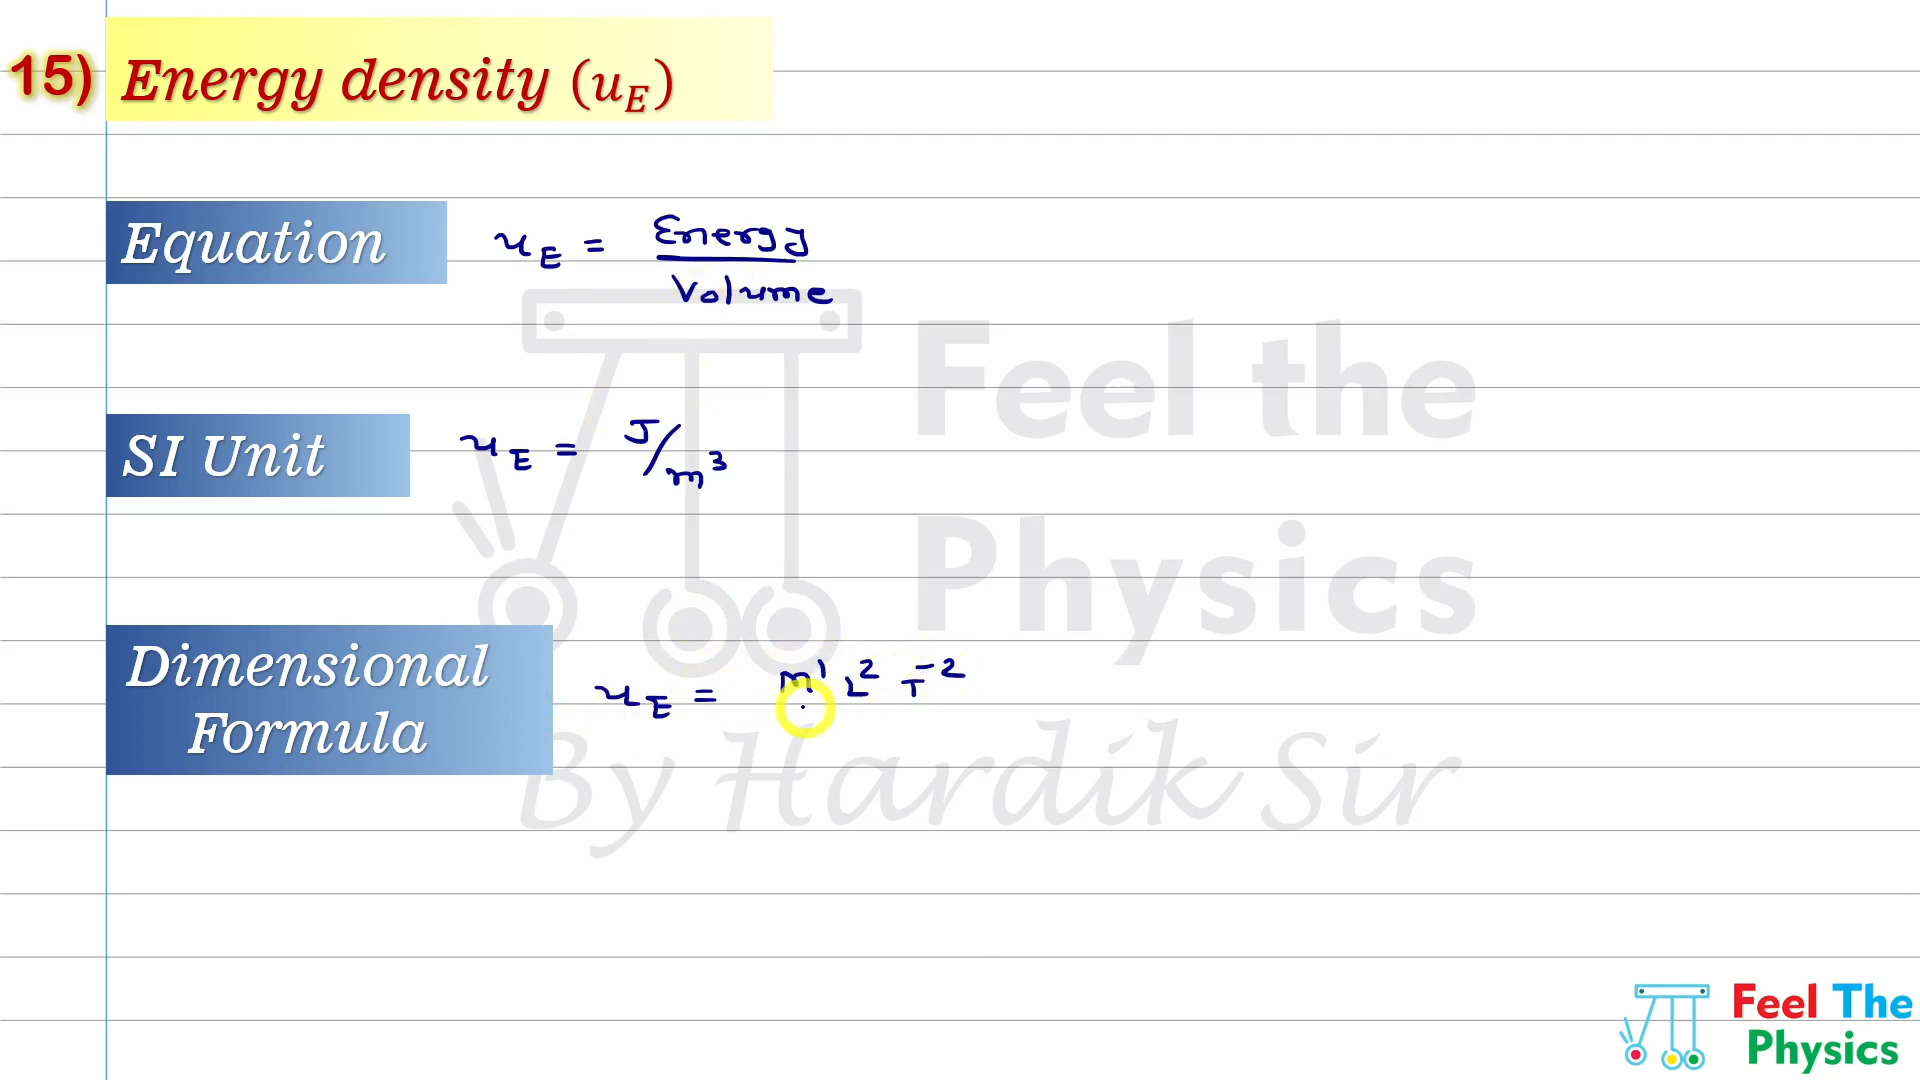 15) Energy density (u_E)
Equation u_E = Energy / Volume
SI Unit u_E = J/m³
Dimensional Formula u_E = M¹ L² T⁻²
Feel the
Physics
By Hardik Sir
Feel The
Physics